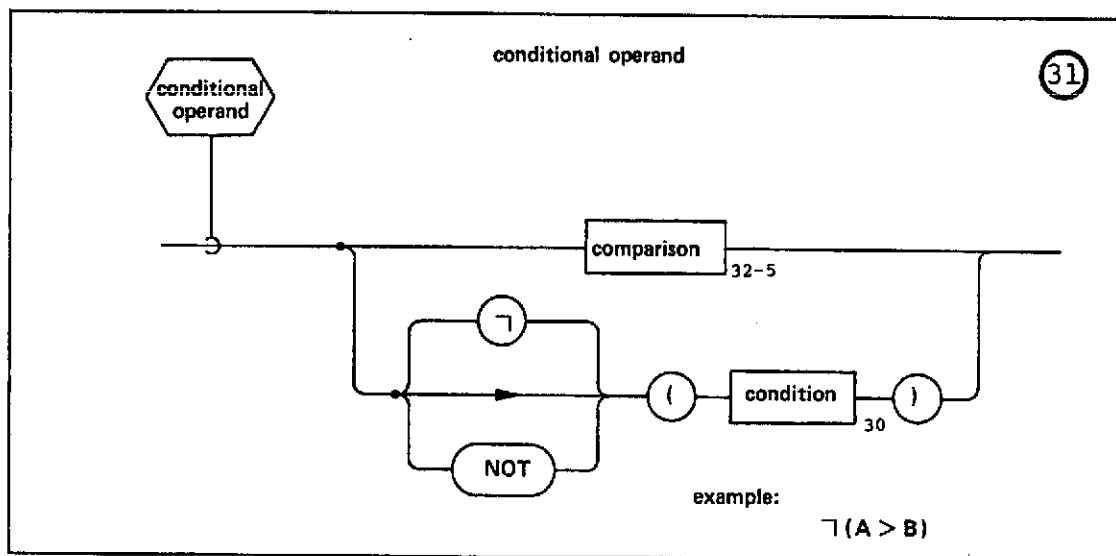 conditional operand
31
conditional
operand
comparison
32-5
¬
( condition )
30
NOT
example:
¬(A > B)